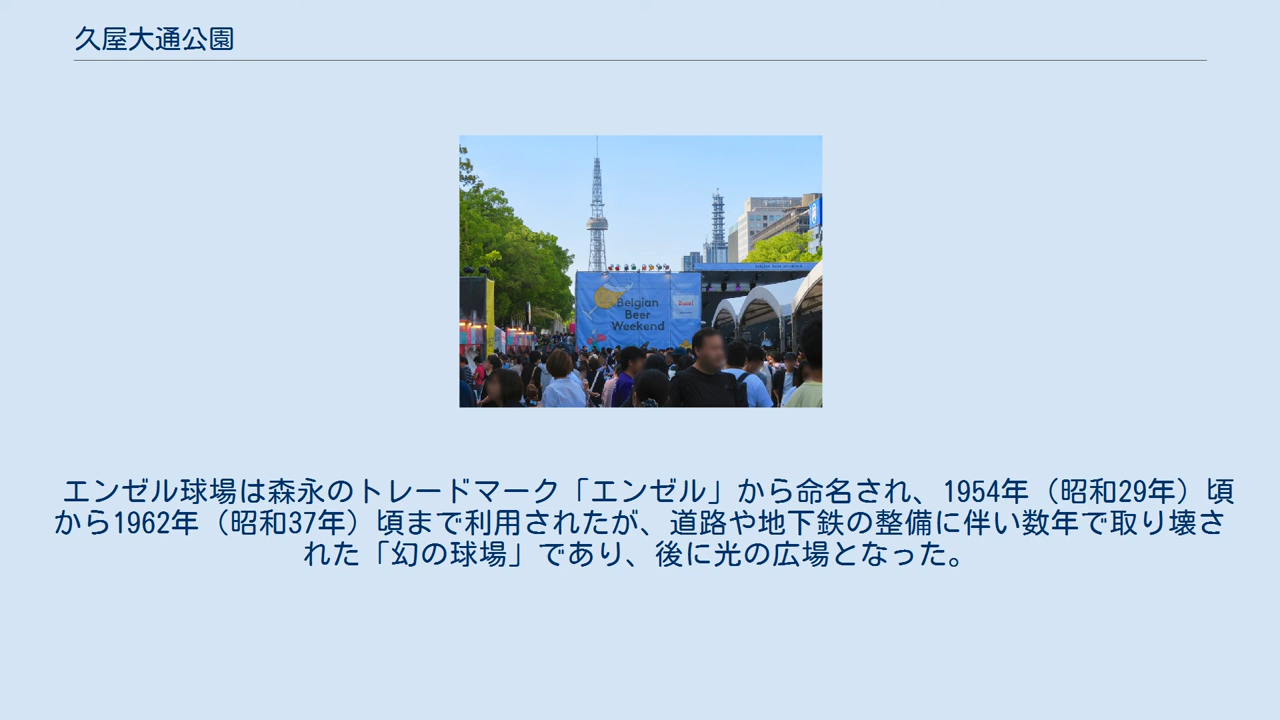 久屋大通公園
Belgian
Beer
Weekend
エンゼル球場は森永のトレードマーク「エンゼル」から命名され、1954年（昭和29年）頃
から1962年（昭和37年）頃まで利用されたが、道路や地下鉄の整備に伴い数年で取り壊さ
れた「幻の球場」であり、後に光の広場となった。